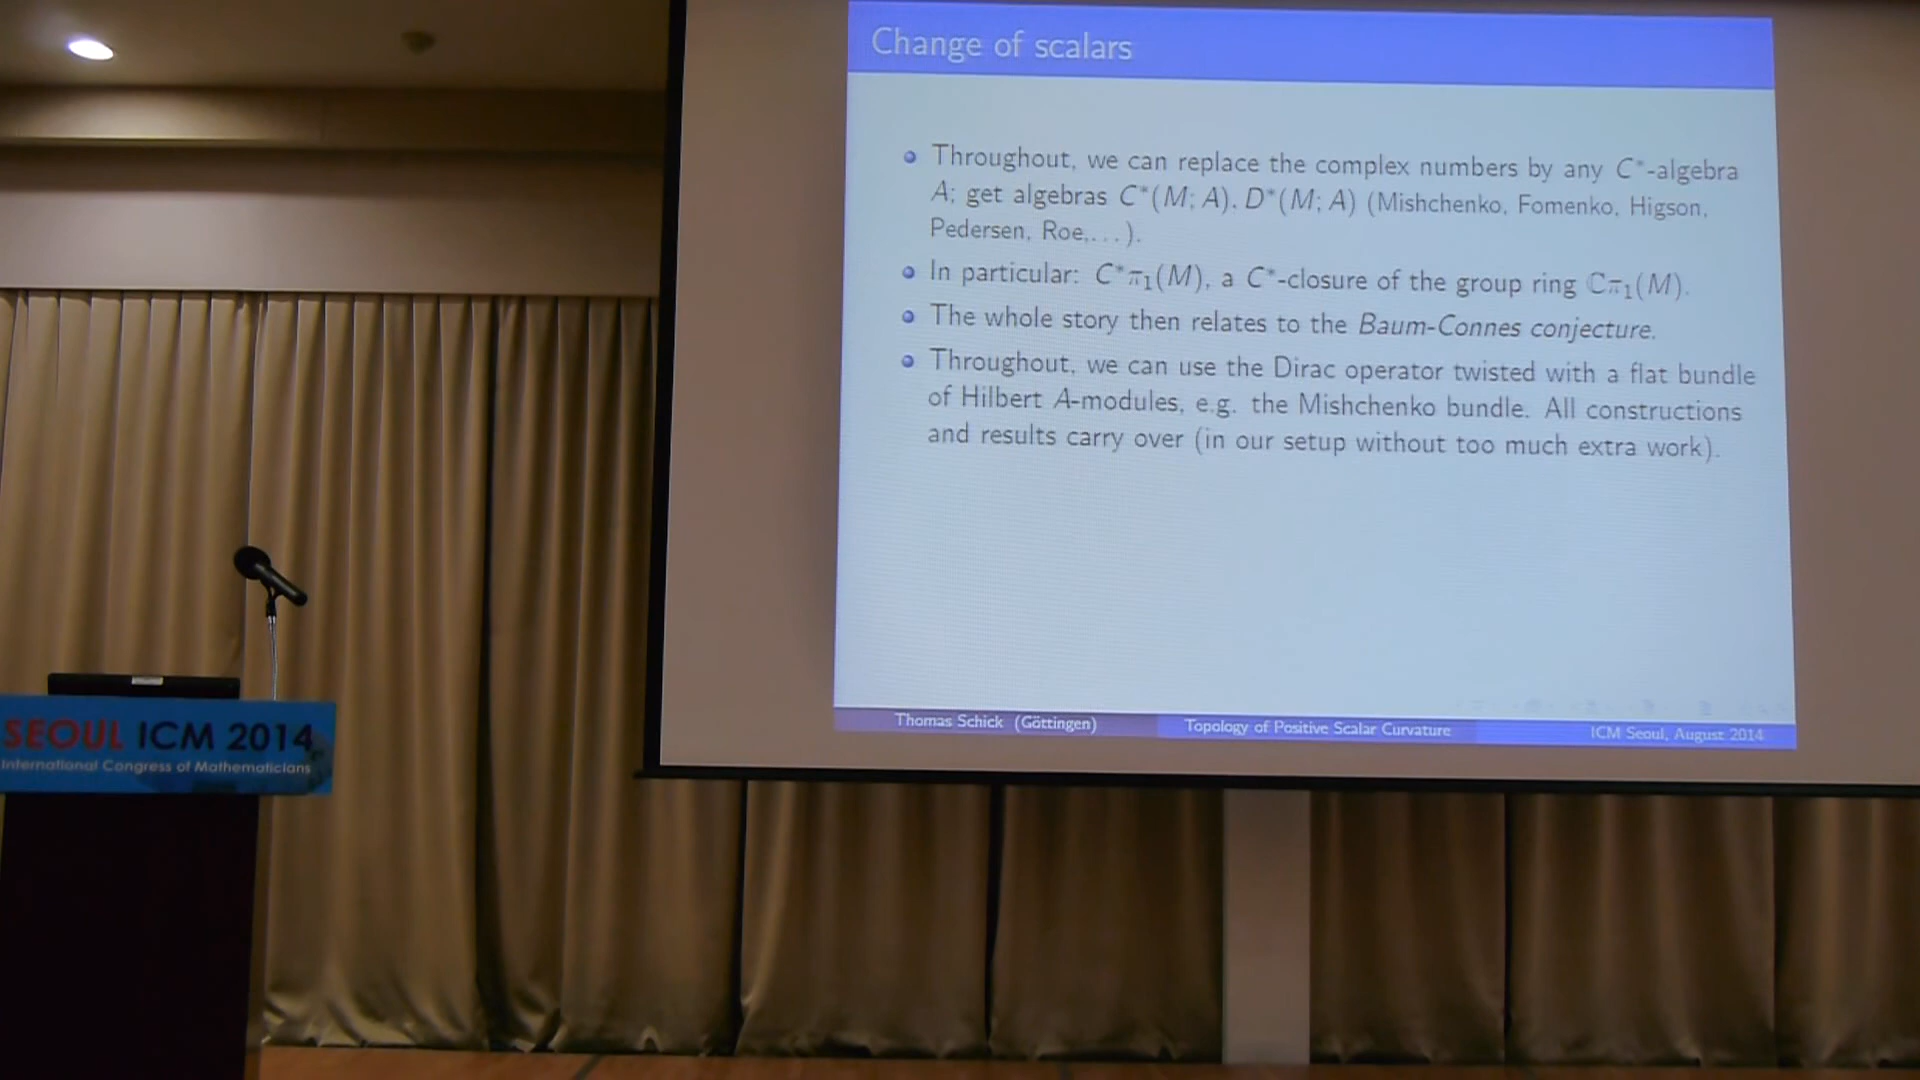 Change of scalars
Throughout, we can replace the complex numbers by any C*-algebra
A; get algebras C*(M; A), D*(M; A) (Mishchenko, Fomenko, Higson,
Pedersen, Roe,...).
In particular: C*π₁(M), a C*-closure of the group ring ℂπ₁(M).
The whole story then relates to the Baum-Connes conjecture.
Throughout, we can use the Dirac operator twisted with a flat bundle
of Hilbert A-modules, e.g. the Mishchenko bundle. All constructions
and results carry over (in our setup without too much extra work).
Thomas Schick (Göttingen)
Topology of Positive Scalar Curvature
ICM Seoul, August 2014
SEOUL ICM 2014
International Congress of Mathematicians